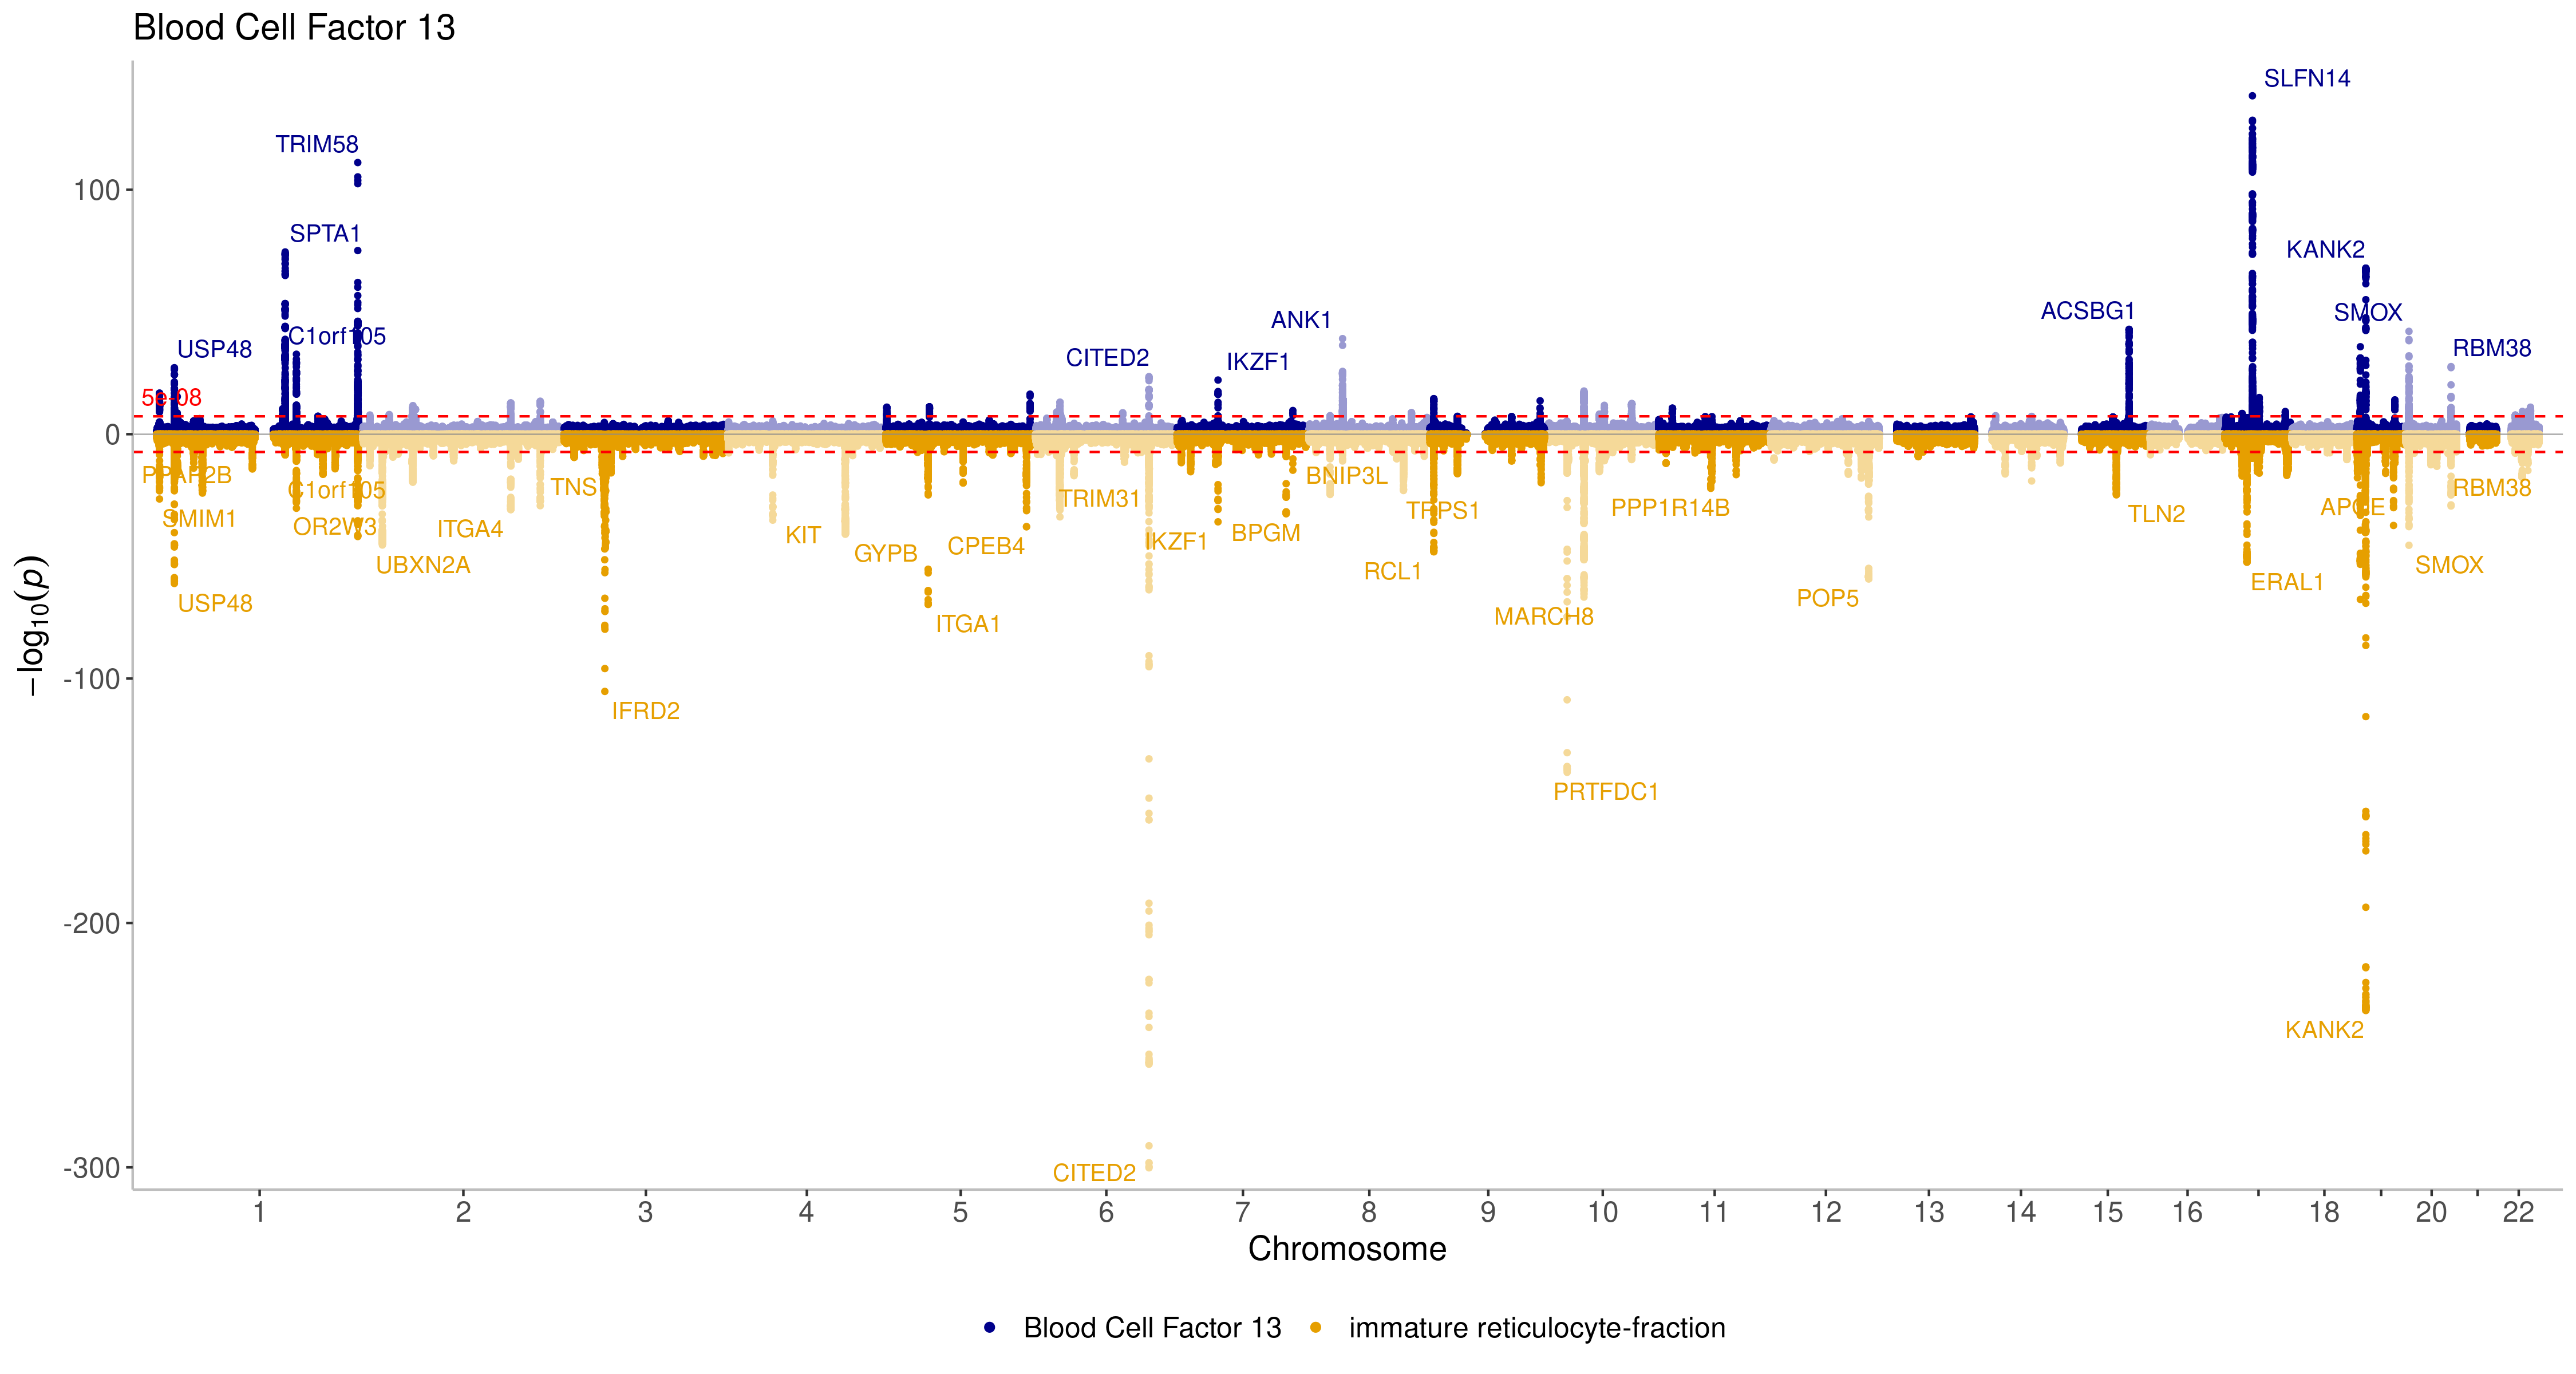 Blood Cell Factor 13
SLFN14
TRIM58
100
SPTA1
KANK2
ACSBG1
SMOX
ANK1
C1orf105
USP48
RBM38
CITED2
IKZF1
5e-08
0
PPAP2B
C1orf105
TNS
TRIM31
BNIP3L
RBM38
SMIM1
OR2W3
ITGA4
KIT
IKZF1
BPGM
TRPS1
PPP1R14B
TLN2
APOE
UBXN2A
GYPB
CPEB4
RCL1
SMOX
USP48
ITGA1
MARCH8
POP5
ERAL1
-100
IFRD2
PRTFDC1
-200
KANK2
-300
CITED2
−log10(p)
1 2 3 4 5 6 7 8 9 10 11 12 13 14 15 16 18 20 22
Chromosome
Blood Cell Factor 13 immature reticulocyte-fraction